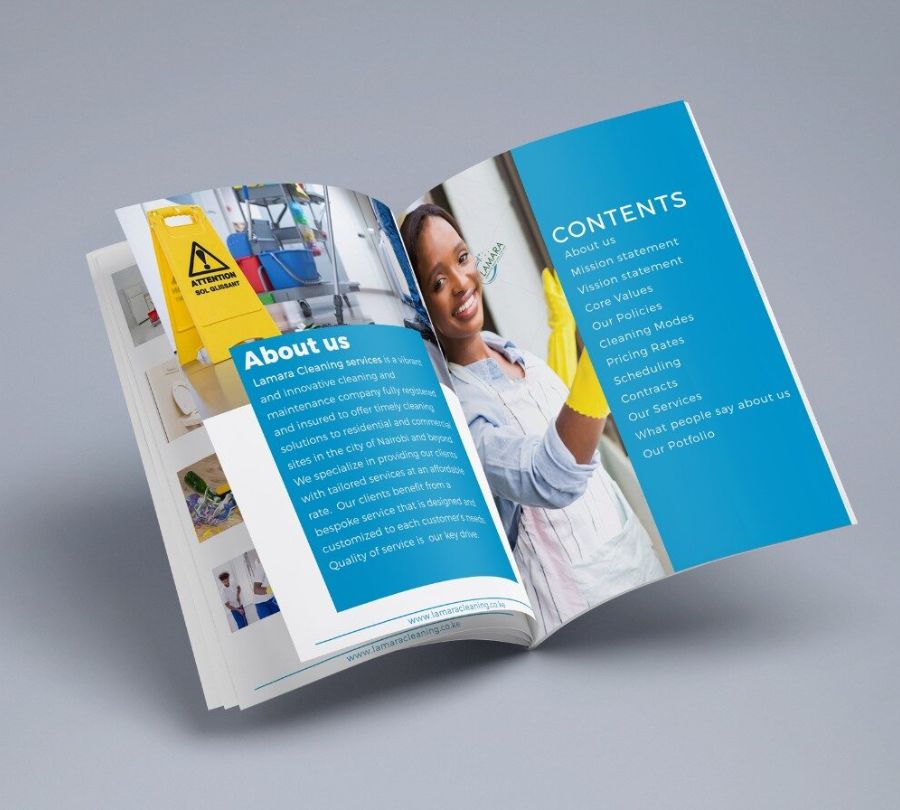 ATTENTION
SOL GLISSANT
About us
Lamara Cleaning services is a vibrant
and innovative cleaning and
maintenance company fully registered
and insured to offer timely cleaning
solutions to residential and commercial
sites in the city of Nairobi and beyond.
We specialize in providing our clients
with tailored services at an affordable
rate. Our clients benefit from a
bespoke service that is designed and
customized to each customer's needs.
Quality of service is our key drive.
www.lamaracleaning.co.ke
www.lamaracleaning.co.ke
LAMARA
CONTENTS
About us
Mission statement
Vission statement
Core Values
Our Policies
Cleaning Modes
Pricing Rates
Scheduling
Contracts
Our Services
What people say about us
Our Potfolio